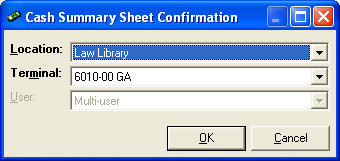 Cash Summary Sheet Confirmation
Location: Law Library
Terminal: 6010-00 GA
User: Multi-user
OK Cancel